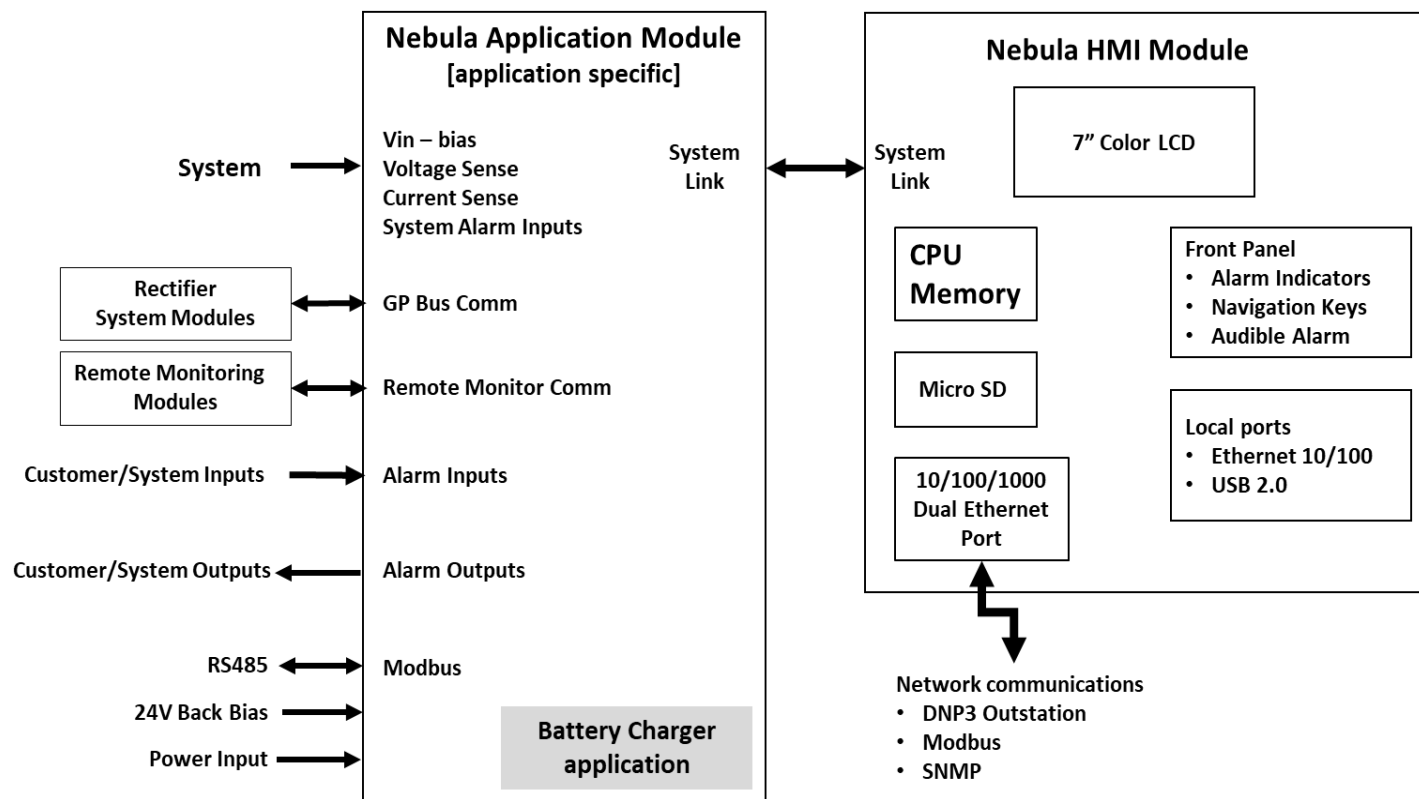 Nebula Application Module
[application specific]
System
Vin – bias
Voltage Sense
Current Sense
System Alarm Inputs
System
Link
Rectifier
System Modules
GP Bus Comm
Remote Monitoring
Modules
Remote Monitor Comm
Customer/System Inputs
Alarm Inputs
Customer/System Outputs
Alarm Outputs
RS485
Modbus
24V Back Bias
Power Input
Battery Charger
application
Nebula HMI Module
System
Link
7” Color LCD
CPU
Memory
Front Panel
• Alarm Indicators
• Navigation Keys
• Audible Alarm
Micro SD
Local ports
• Ethernet 10/100
• USB 2.0
10/100/1000
Dual Ethernet
Port
Network communications
• DNP3 Outstation
• Modbus
• SNMP